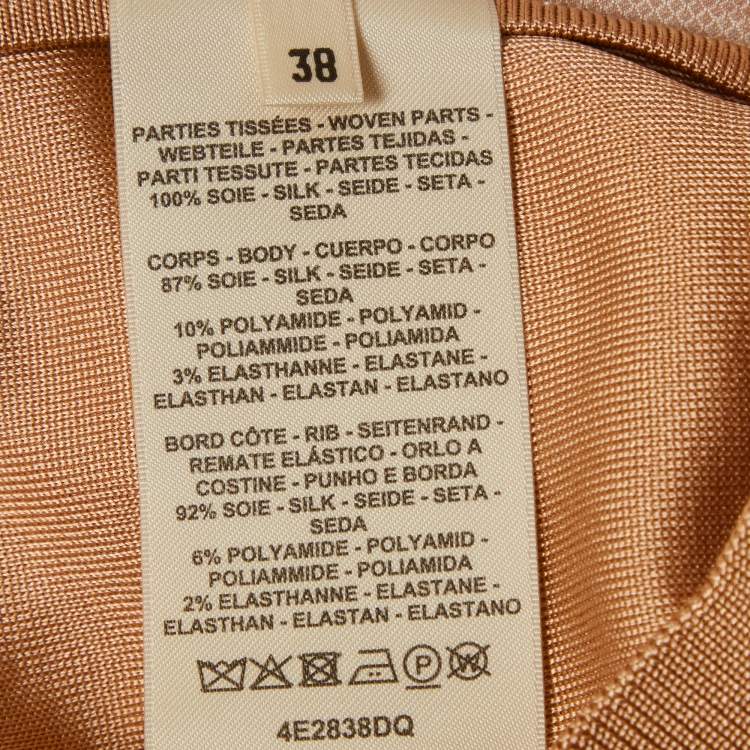 38
PARTIES TISSÉES - WOVEN PARTS -
WEBTEILE - PARTES TEJIDAS -
PARTI TESSUTE - PARTES TECIDAS
100% SOIE - SILK - SEIDE - SETA -
SEDA
CORPS - BODY - CUERPO - CORPO
87% SOIE - SILK - SEIDE - SETA -
SEDA
10% POLYAMIDE - POLYAMID -
POLIAMMIDE - POLIAMIDA
3% ELASTHANNE - ELASTANE -
ELASTHAN - ELASTAN - ELASTANO
BORD CÔTE - RIB - SEITENRAND -
REMATE ELÁSTICO - ORLO A
COSTINE - PUNHO E BORDA
92% SOIE - SILK - SEIDE - SETA -
SEDA
6% POLYAMIDE - POLYAMID -
POLIAMMIDE - POLIAMIDA
2% ELASTHANNE - ELASTANE -
ELASTHAN - ELASTAN - ELASTANO
P W
4E2838DQ